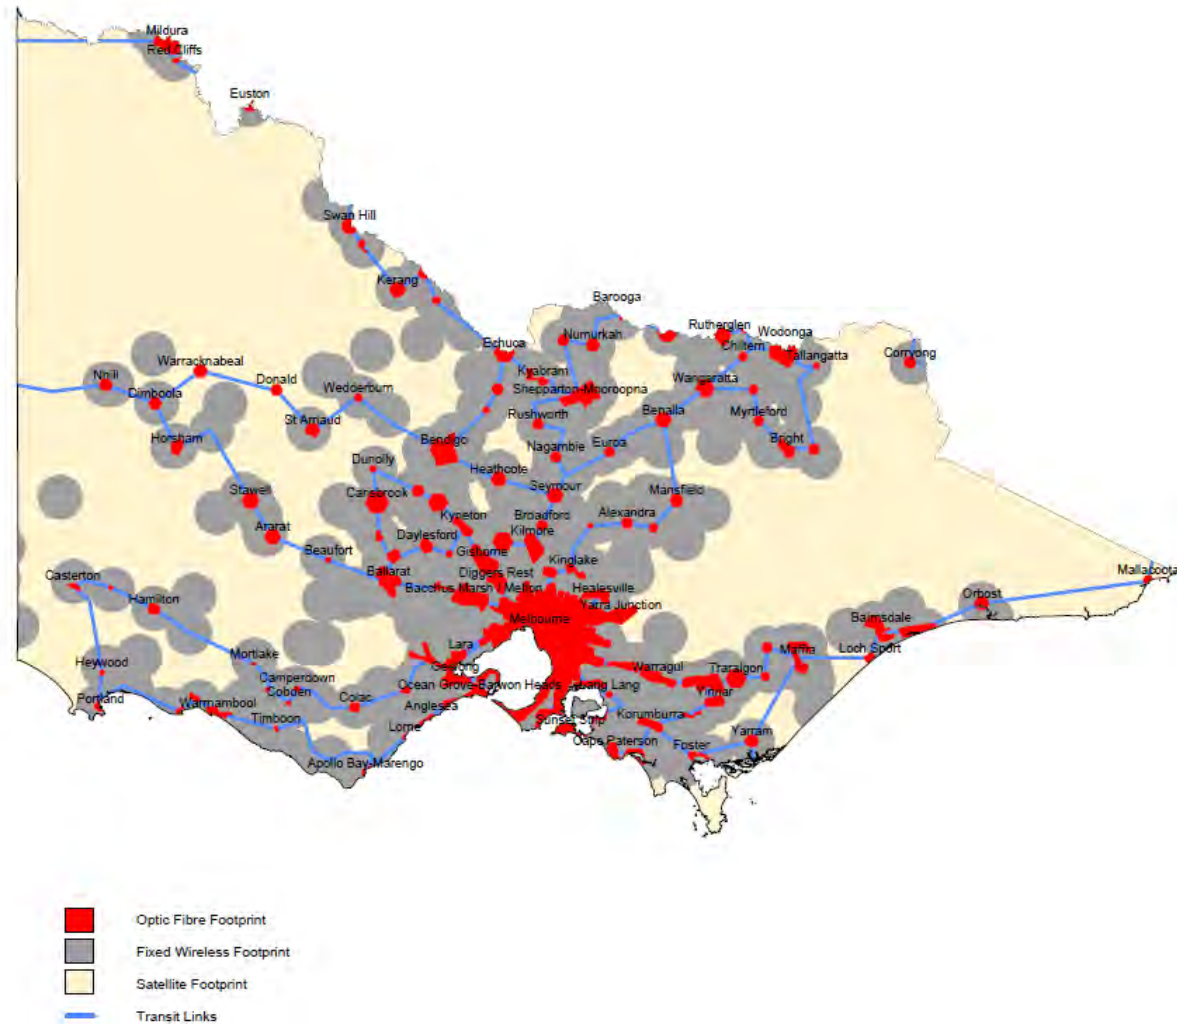 Mildura
Red Cliffs
Euston
Swan Hill
Kerang
Barooga
Rutherglen
Wodonga
Numurkah
Echuca
Chiltern
Tallangatta
Corryong
Warracknabeal
Nhill
Kyabram
Donald
Wangaratta
Dimboola
Wedderburn
Shepparton-Mooroopna
Rushworth
Benalla
Myrtleford
St Arnaud
Horsham
Bendigo
Euroa
Bright
Nagambie
Dunolly
Heathcote
Seymour
Stawell
Carisbrook
Mansfield
Kyneton
Broadford
Alexandra
Ararat
Daylesford
Kilmore
Beaufort
Gisborne
Kinglake
Ballarat
Diggers Rest
Mallacoota
Casterton
Bacchus Marsh / Melton
Healesville
Hamilton
Yarra Junction
Orbost
Melbourne
Bairnsdale
Lara
Mortlake
Maffra
Loch Sport
Heywood
Geelong
Warragul
Traralgon
Camperdown
Ocean Grove-Barwon Heads
Lang Lang
Yinnar
Portland
Cobden
Colac
Anglesea
Warrnambool
Korumburra
Timboon
Sunset Strip
Lorne
Yarram
Cape Paterson
Foster
Apollo Bay-Marengo
Optic Fibre Footprint
Fixed Wireless Footprint
Satellite Footprint
Transit Links